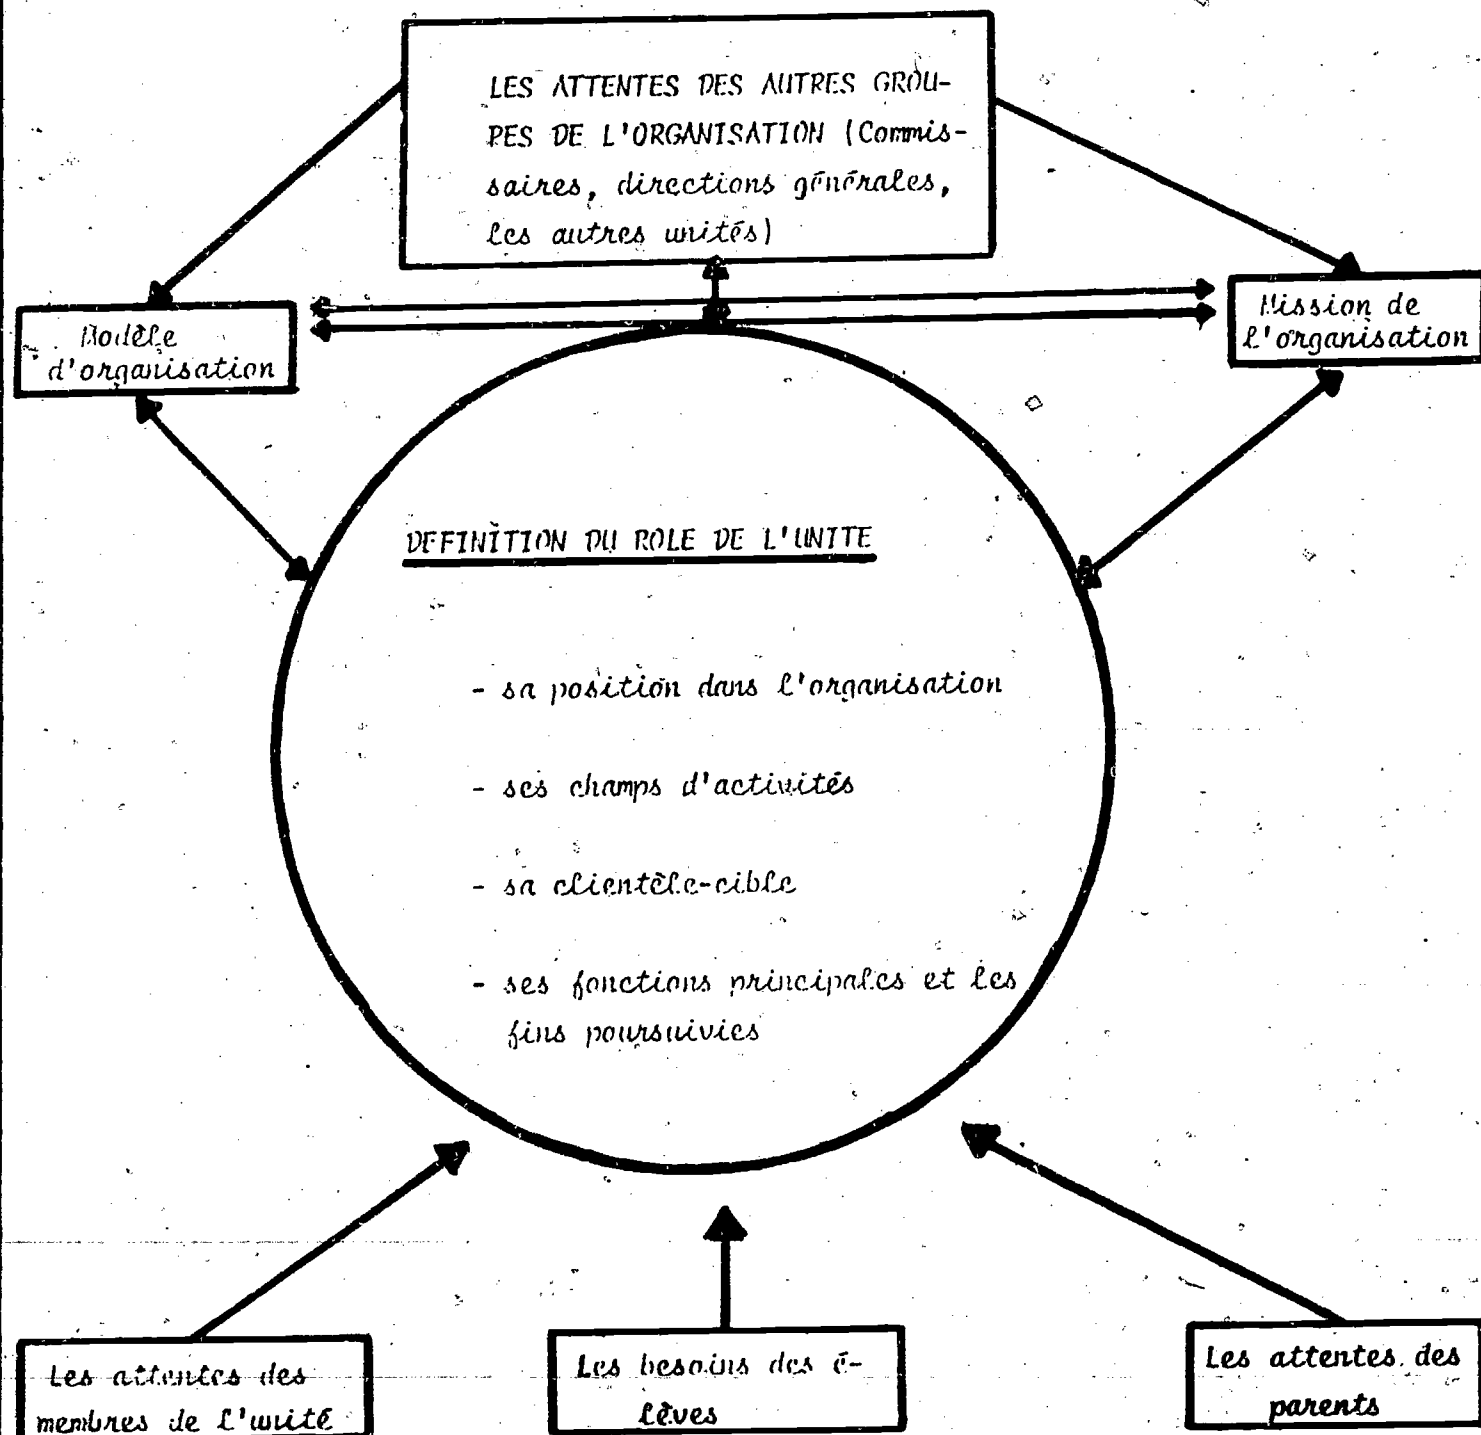 LES ATTENTES DES AUTRES GROU-
PES DE L'ORGANISATION (Commis-
saires, directions générales,
les autres unités)
Modèle
d'organisation
Mission de
l'organisation
DEFINITION DU ROLE DE L'UNITE
- sa position dans l'organisation
- ses champs d'activités
- sa clientèle-cible
- ses fonctions principales et les
fins poursuivies
Les attentes des
membres de l'unité
Les besoins des é-
lèves
Les attentes des
parents